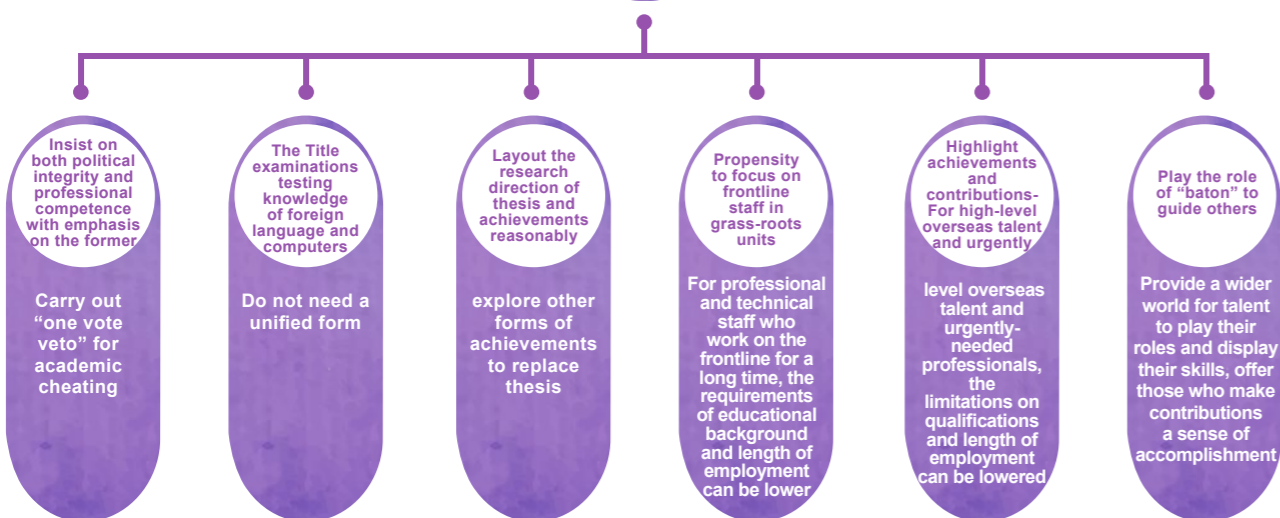 Insist on
both political
integrity and
professional
competence
with emphasis
on the former
Carry out
“one vote
veto” for
academic
cheating
The Title
examinations
testing
knowledge
of foreign
language and
computers
Do not need a
unified form
Layout the
research
direction of
thesis and
achievements
reasonably
explore other
forms of
achievements
to replace
thesis
Propensity
to focus on
frontline
staff in
grass-roots
units
For professional
and technical
staff who
work on the
frontline for a
long time, the
requirements
of educational
background
and length of
employment
can be lower
Highlight
achievements
and
contributions-
For high-level
overseas talent
and urgently
level overseas
talent and
urgently-
needed
professionals,
the
limitations on
qualifications
and length of
employment
can be lowered
Play the role
of “baton” to
guide others
Provide a wider
world for talent
to play their
roles and display
their skills, offer
those who make
contributions
a sense of
accomplishment